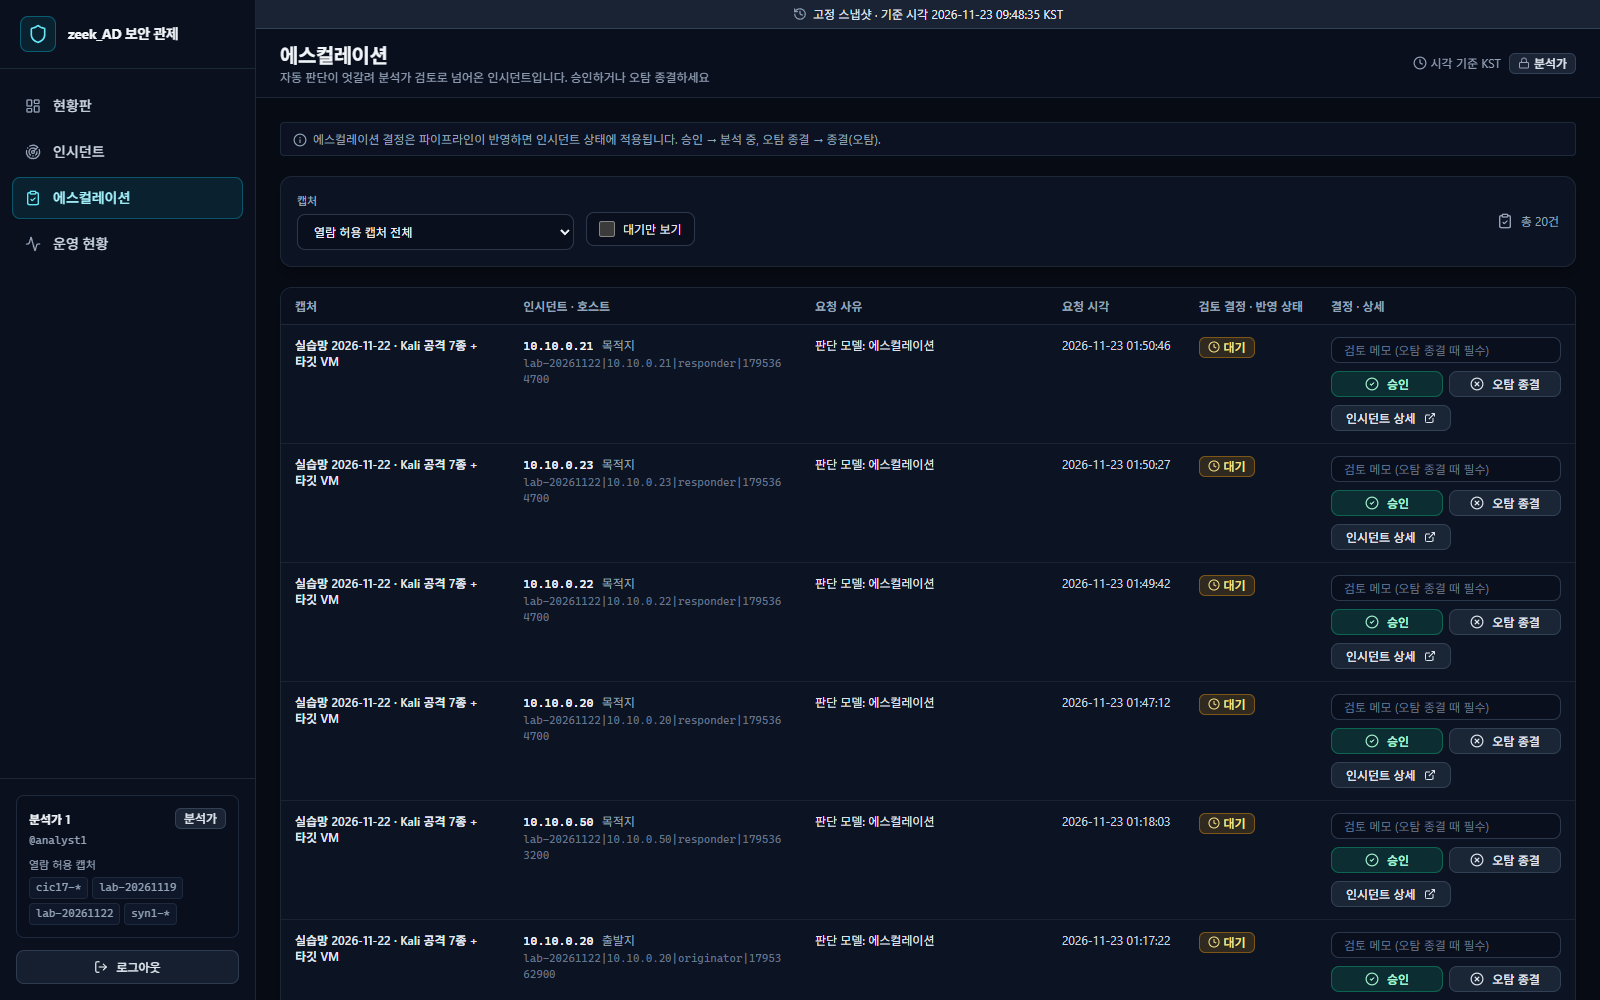 zeek_AD 보안 관제
현황판
인시던트
에스컬레이션
운영 현황
분석가 1
분석가
@analyst1
열람 허용 캡처
cic17-*
lab-20261119
lab-20261122
syn1-*
로그아웃
고정 스냅샷 · 기준 시각 2026-11-23 09:48:35 KST
에스컬레이션
자동 판단이 엇갈려 분석가 검토로 넘어온 인시던트입니다. 승인하거나 오탐 종결하세요
시각 기준 KST
분석가
에스컬레이션 결정은 파이프라인이 반영하면 인시던트 상태에 적용됩니다. 승인 → 분석 중, 오탐 종결 → 종결(오탐).
캡처
열람 허용 캡처 전체
대기만 보기
총 20건
캡처
인시던트 · 호스트
요청 사유
요청 시각
검토 결정 · 반영 상태
결정 · 상세
실습망 2026-11-22 · Kali 공격 7종 +
타깃 VM
10.10.0.21 목적지
lab-20261122|10.10.0.21|responder|179536
4700
판단 모델: 에스컬레이션
2026-11-23 01:50:46
대기
검토 메모 (오탐 종결 때 필수)
승인
오탐 종결
인시던트 상세
실습망 2026-11-22 · Kali 공격 7종 +
타깃 VM
10.10.0.23 목적지
lab-20261122|10.10.0.23|responder|179536
4700
판단 모델: 에스컬레이션
2026-11-23 01:50:27
대기
검토 메모 (오탐 종결 때 필수)
승인
오탐 종결
인시던트 상세
실습망 2026-11-22 · Kali 공격 7종 +
타깃 VM
10.10.0.22 목적지
lab-20261122|10.10.0.22|responder|179536
4700
판단 모델: 에스컬레이션
2026-11-23 01:49:42
대기
검토 메모 (오탐 종결 때 필수)
승인
오탐 종결
인시던트 상세
실습망 2026-11-22 · Kali 공격 7종 +
타깃 VM
10.10.0.20 목적지
lab-20261122|10.10.0.20|responder|179536
4700
판단 모델: 에스컬레이션
2026-11-23 01:47:12
대기
검토 메모 (오탐 종결 때 필수)
승인
오탐 종결
인시던트 상세
실습망 2026-11-22 · Kali 공격 7종 +
타깃 VM
10.10.0.50 목적지
lab-20261122|10.10.0.50|responder|179536
3200
판단 모델: 에스컬레이션
2026-11-23 01:18:03
대기
검토 메모 (오탐 종결 때 필수)
승인
오탐 종결
인시던트 상세
실습망 2026-11-22 · Kali 공격 7종 +
타깃 VM
10.10.0.20 출발지
lab-20261122|10.10.0.20|originator|17953
62900
판단 모델: 에스컬레이션
2026-11-23 01:17:22
대기
검토 메모 (오탐 종결 때 필수)
승인
오탐 종결